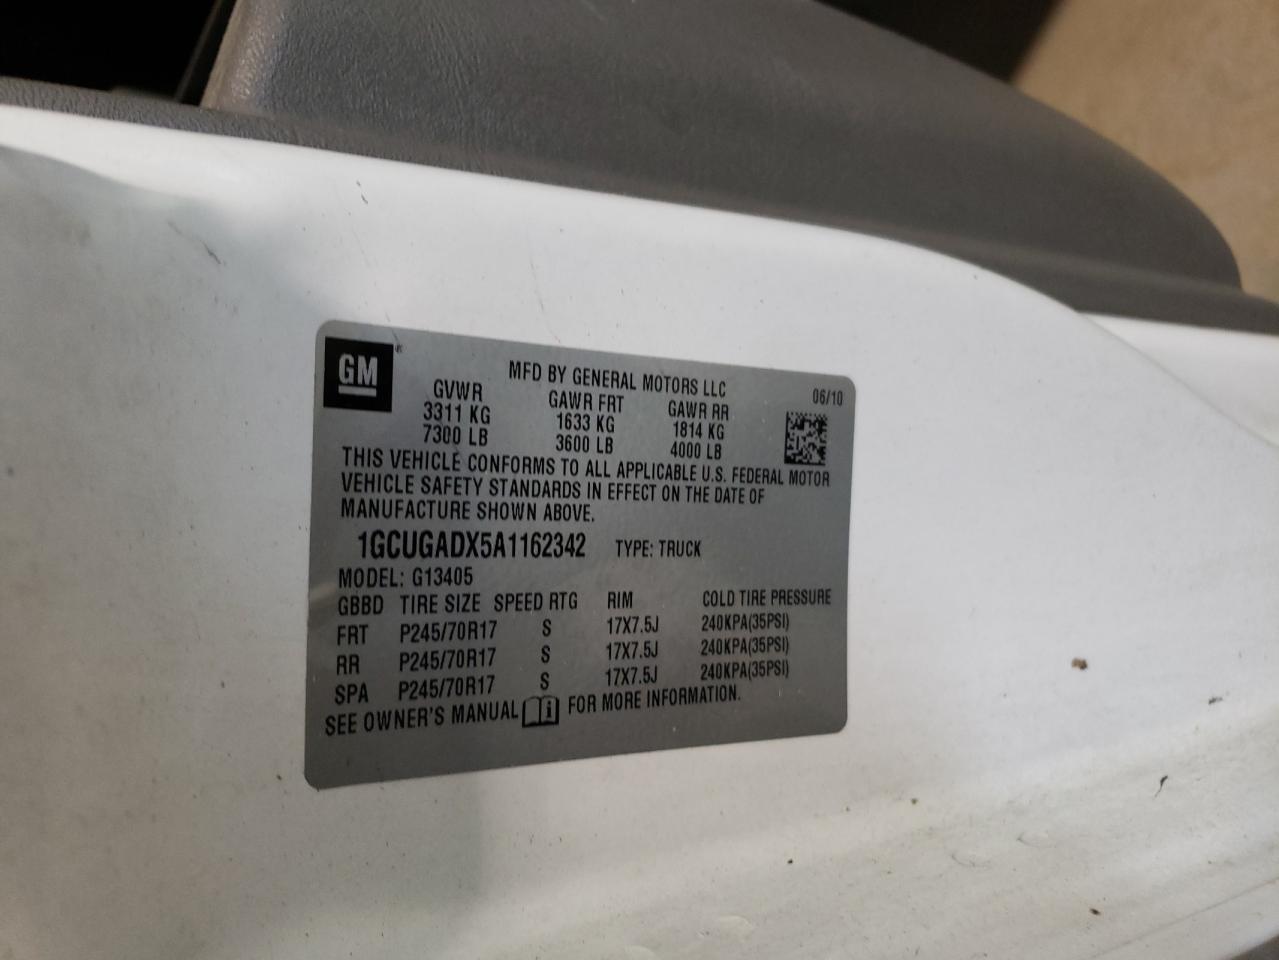 GM®
MFD BY GENERAL MOTORS LLC 06/10
GVWR GAWR FRT GAWR RR
3311 KG 1633 KG 1814 KG
7300 LB 3600 LB 4000 LB
THIS VEHICLE CONFORMS TO ALL APPLICABLE U.S. FEDERAL MOTOR
VEHICLE SAFETY STANDARDS IN EFFECT ON THE DATE OF
MANUFACTURE SHOWN ABOVE.
1GCUGADX5A1162342 TYPE: TRUCK
MODEL: G13405
GBBD TIRE SIZE SPEED RTG RIM COLD TIRE PRESSURE
FRT P245/70R17 S 17X7.5J 240KPA(35PSI)
RR P245/70R17 S 17X7.5J 240KPA(35PSI)
SPA P245/70R17 S 17X7.5J 240KPA(35PSI)
SEE OWNER'S MANUAL i FOR MORE INFORMATION.